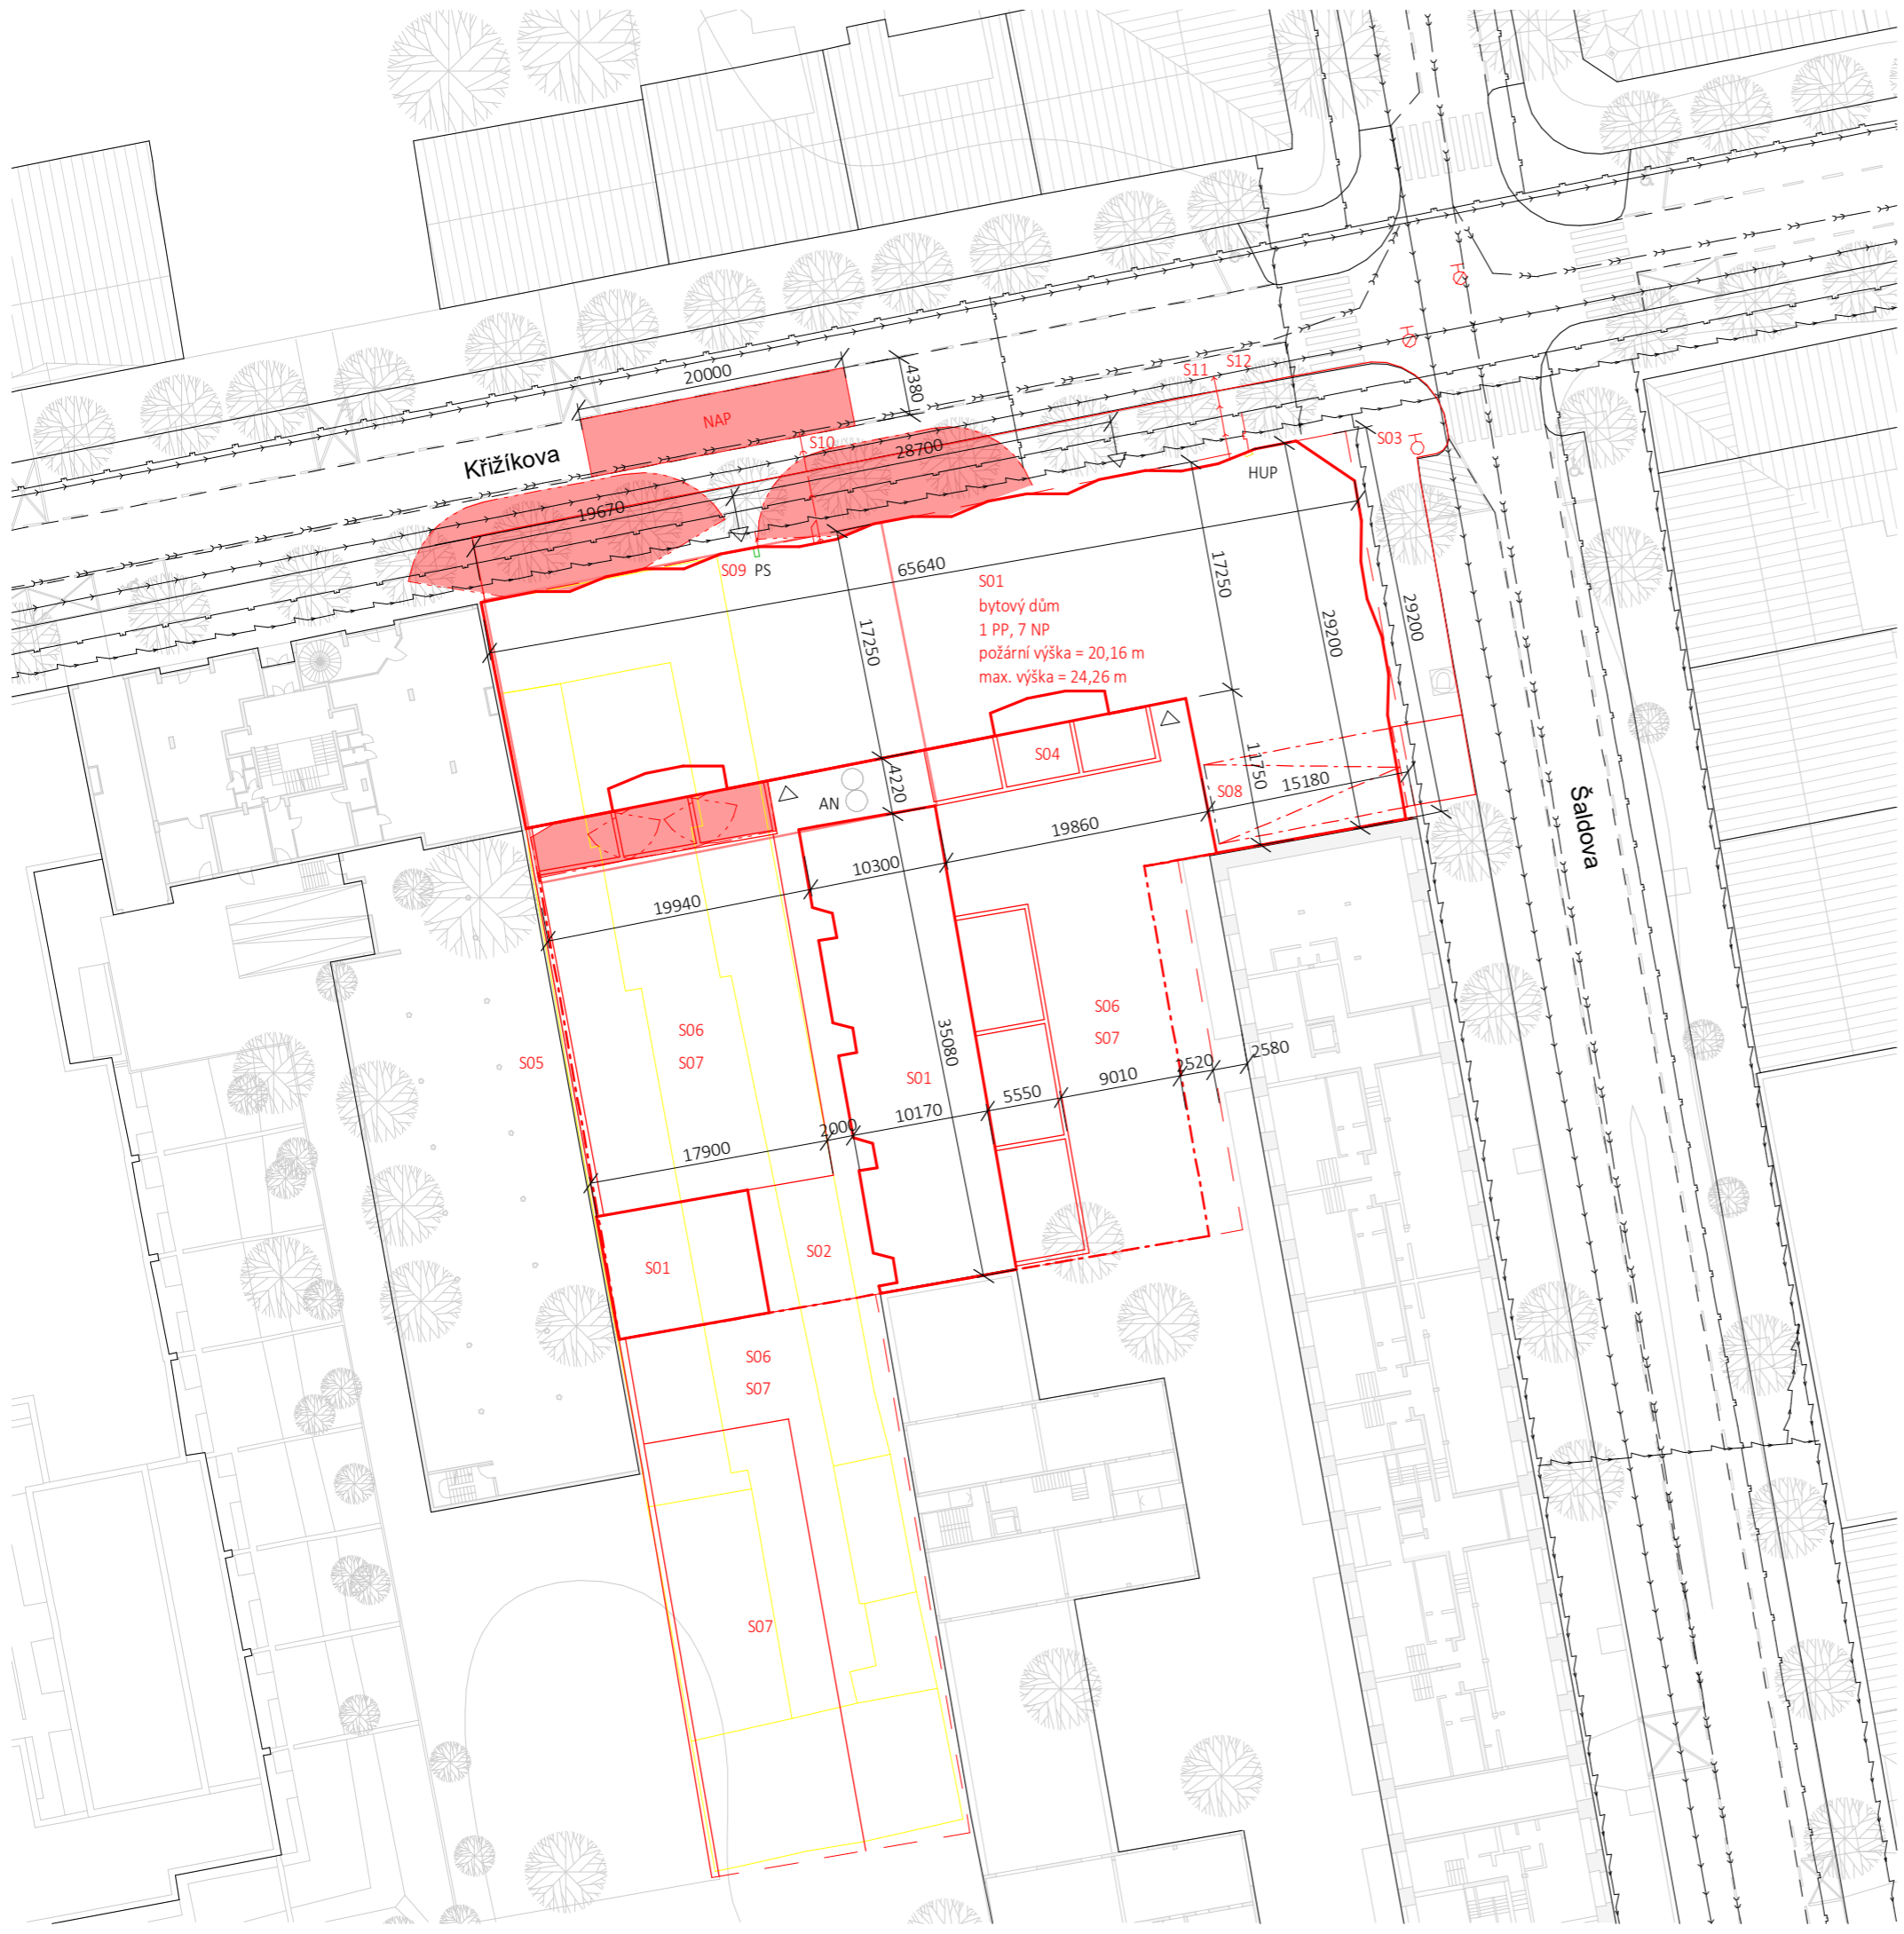 20000
4380
S12
S11
NAP
S10
S03
Křižíkova
28700
HUP
19670
S09 PS
65640
17250
S01
bytový dům
1 PP, 7 NP
požární výška = 20,16 m
max. výška = 24,26 m
29200
29200
17250
S04
11750
15180
S08
4220
AN
19860
Šaldova
10300
19940
S06
S07
S06
S07
S05
35080
S01
2580
2520
9010
5550
10170
2000
17900
S02
S01
S06
S07
S07